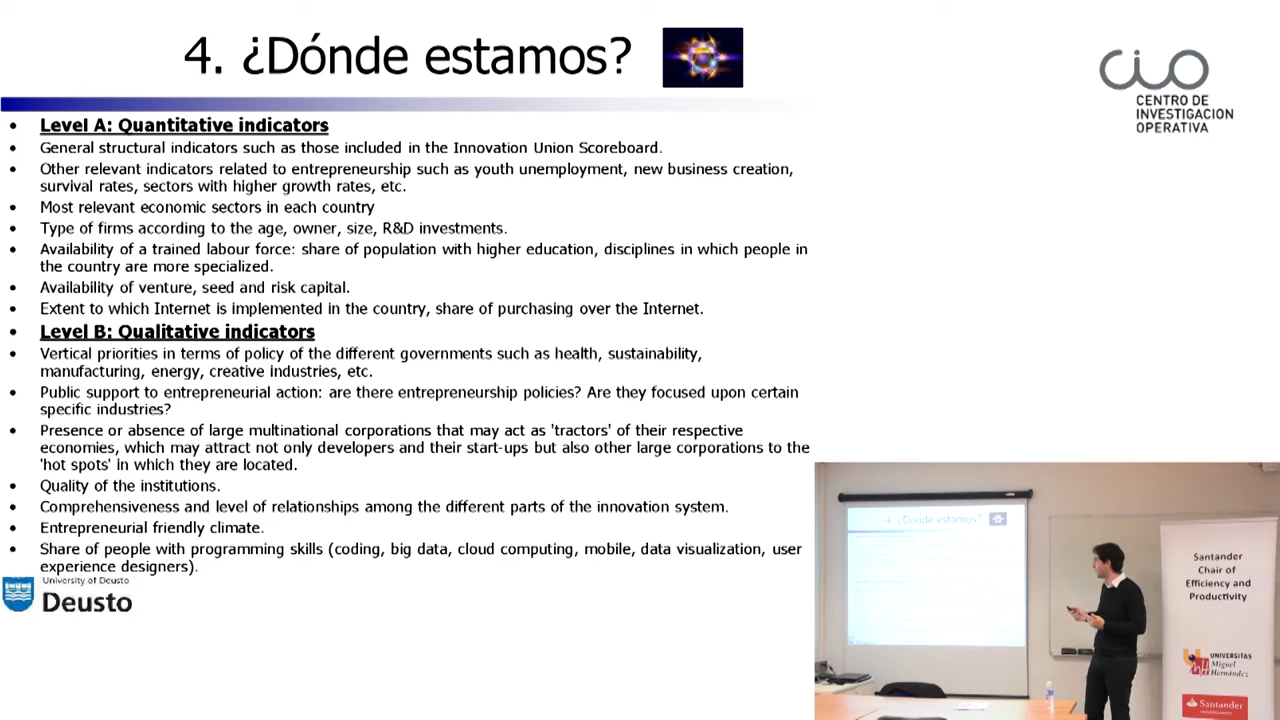 4. ¿Dónde estamos?
CIO
CENTRO DE
INVESTIGACION
OPERATIVA
• Level A: Quantitative indicators
• General structural indicators such as those included in the Innovation Union Scoreboard.
• Other relevant indicators related to entrepreneurship such as youth unemployment, new business creation,
survival rates, sectors with higher growth rates, etc.
• Most relevant economic sectors in each country
• Type of firms according to the age, owner, size, R&D investments.
• Availability of a trained labour force: share of population with higher education, disciplines in which people in
the country are more specialized.
• Availability of venture, seed and risk capital.
• Extent to which Internet is implemented in the country, share of purchasing over the Internet.
• Level B: Qualitative indicators
• Vertical priorities in terms of policy of the different governments such as health, sustainability,
manufacturing, energy, creative industries, etc.
• Public support to entrepreneurial action: are there entrepreneurship policies? Are they focused upon certain
specific industries?
• Presence or absence of large multinational corporations that may act as 'tractors' of their respective
economies, which may attract not only developers and their start-ups but also other large corporations to the
'hot spots' in which they are located.
• Quality of the institutions.
• Comprehensiveness and level of relationships among the different parts of the innovation system.
• Entrepreneurial friendly climate.
• Share of people with programming skills (coding, big data, cloud computing, mobile, data visualization, user
experience designers).
University of Deusto
Deusto
4. ¿Dónde estamos?
Santander
Chair of
Efficiency and
Productivity
UNIVERSITAS
Miguel
Hernández
Santander